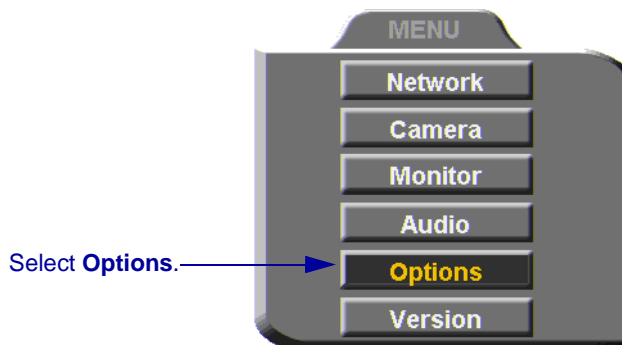 MENU
Network
Camera
Monitor
Audio
Select Options.
Options
Version